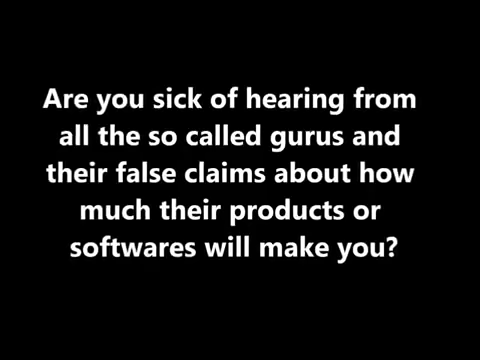 Are you sick of hearing from
all the so called gurus and
their false claims about how
much their products or
softwares will make you?